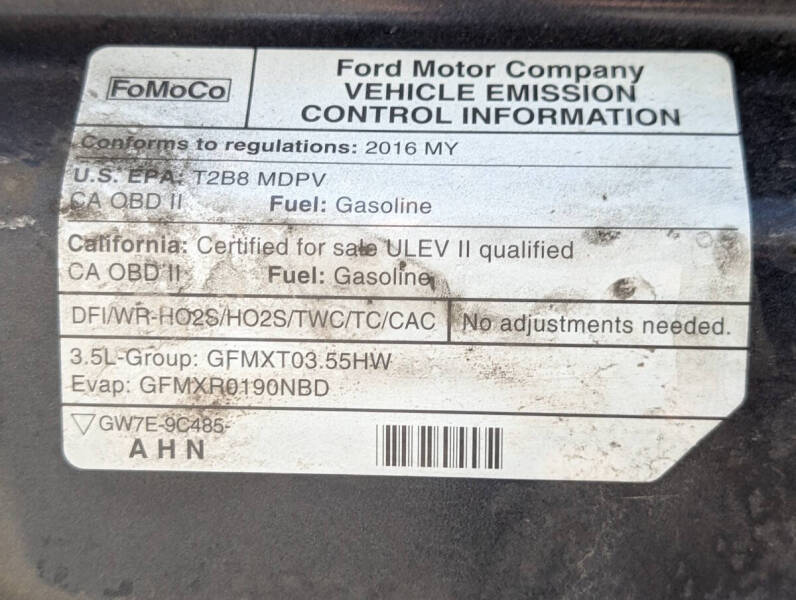 FoMoCo
Ford Motor Company
VEHICLE EMISSION
CONTROL INFORMATION
Conforms to regulations: 2016 MY
U.S. EPA: T2B8 MDPV
CA OBD II Fuel: Gasoline
California: Certified for sale ULEV II qualified
CA OBD II Fuel: Gasoline
DFI/WR-HO2S/HO2S/TWC/TC/CAC
No adjustments needed.
3.5L-Group: GFMXT03.55HW
Evap: GFMXR0190NBD
▽GW7E-9C485-
AHN